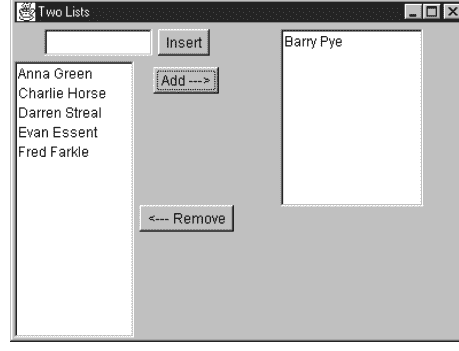 Two Lists
Insert
Barry Pye
Anna Green
Add --->
Charlie Horse
Darren Streal
Evan Essent
Fred Farkle
<--- Remove